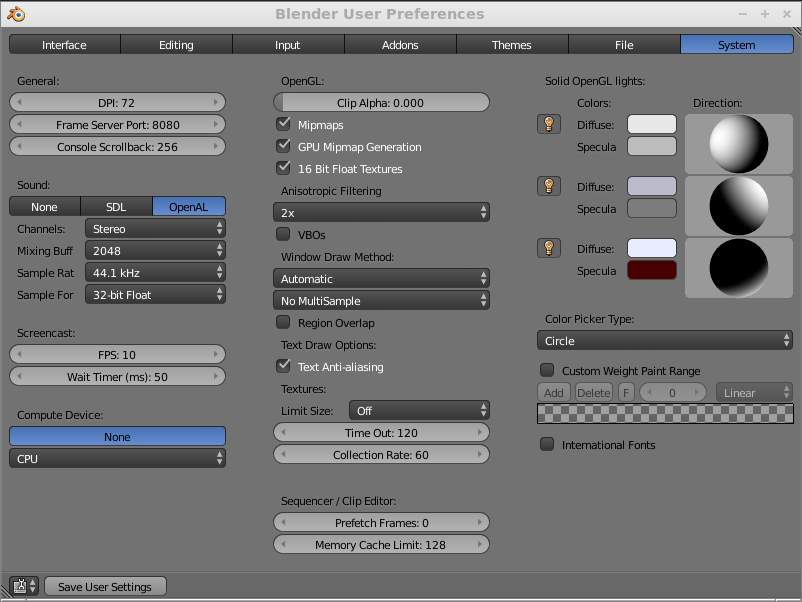 Blender User Preferences
Interface Editing Input Addons Themes File System
General:
DPI: 72
Frame Server Port: 8080
Console Scrollback: 256
Sound:
None SDL OpenAL
Channels: Stereo
Mixing Buff 2048
Sample Rat 44.1 kHz
Sample For 32-bit Float
Screencast:
FPS: 10
Wait Timer (ms): 50
Compute Device:
None
CPU
OpenGL:
Clip Alpha: 0.000
Mipmaps
GPU Mipmap Generation
16 Bit Float Textures
Anisotropic Filtering
2x
VBOs
Window Draw Method:
Automatic
No MultiSample
Region Overlap
Text Draw Options:
Text Anti-aliasing
Textures:
Limit Size: Off
Time Out: 120
Collection Rate: 60
Sequencer / Clip Editor:
Prefetch Frames: 0
Memory Cache Limit: 128
Solid OpenGL lights:
Colors: Direction:
Diffuse:
Specula
Diffuse:
Specula
Diffuse:
Specula
Color Picker Type:
Circle
Custom Weight Paint Range
Add Delete F 0 Linear
International Fonts
Save User Settings